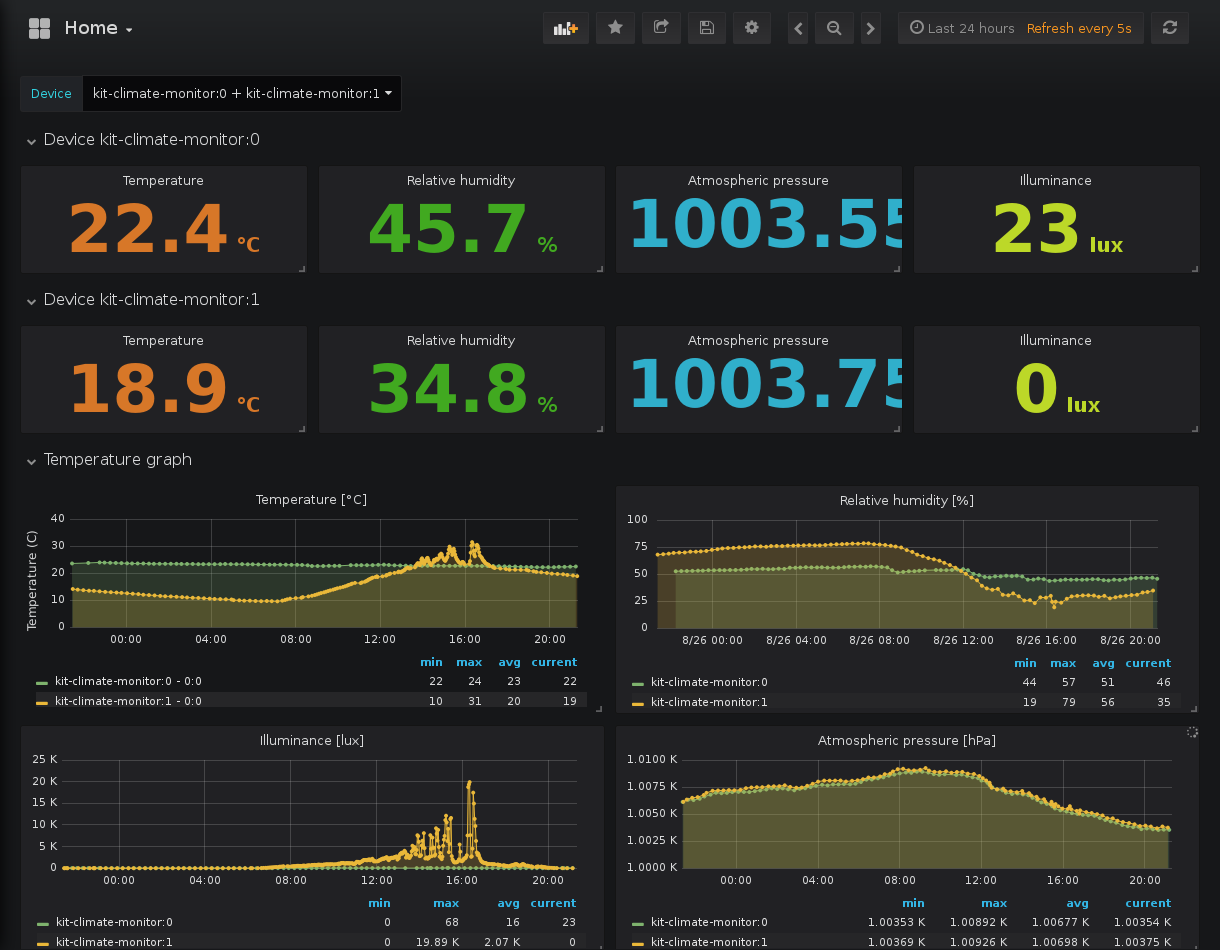 Home
Last 24 hours Refresh every 5s
Device kit-climate-monitor:0 + kit-climate-monitor:1
Device kit-climate-monitor:0
Temperature Relative humidity Atmospheric pressure Illuminance
22.4 °C 45.7 % 1003.55 23 lux
Device kit-climate-monitor:1
Temperature Relative humidity Atmospheric pressure Illuminance
18.9 °C 34.8 % 1003.75 0 lux
Temperature graph
Temperature [°C]
Temperature (C)
40
30
20
10
0
00:00 04:00 08:00 12:00 16:00 20:00
min max avg current
kit-climate-monitor:0 - 0:0 22 24 23 22
kit-climate-monitor:1 - 0:0 10 31 20 19
Relative humidity [%]
100
75
50
25
0
8/26 00:00 8/26 04:00 8/26 08:00 8/26 12:00 8/26 16:00 8/26 20:00
min max avg current
kit-climate-monitor:0 44 57 51 46
kit-climate-monitor:1 19 79 56 35
Illuminance [lux]
25 K
20 K
15 K
10 K
5 K
0
00:00 04:00 08:00 12:00 16:00 20:00
min max avg current
kit-climate-monitor:0 0 68 16 23
kit-climate-monitor:1 0 19.89 K 2.07 K 0
Atmospheric pressure [hPa]
1.0100 K
1.0075 K
1.0050 K
1.0025 K
1.0000 K
00:00 04:00 08:00 12:00 16:00 20:00
min max avg current
kit-climate-monitor:0 1.00353 K 1.00892 K 1.00677 K 1.00354 K
kit-climate-monitor:1 1.00369 K 1.00926 K 1.00698 K 1.00375 K